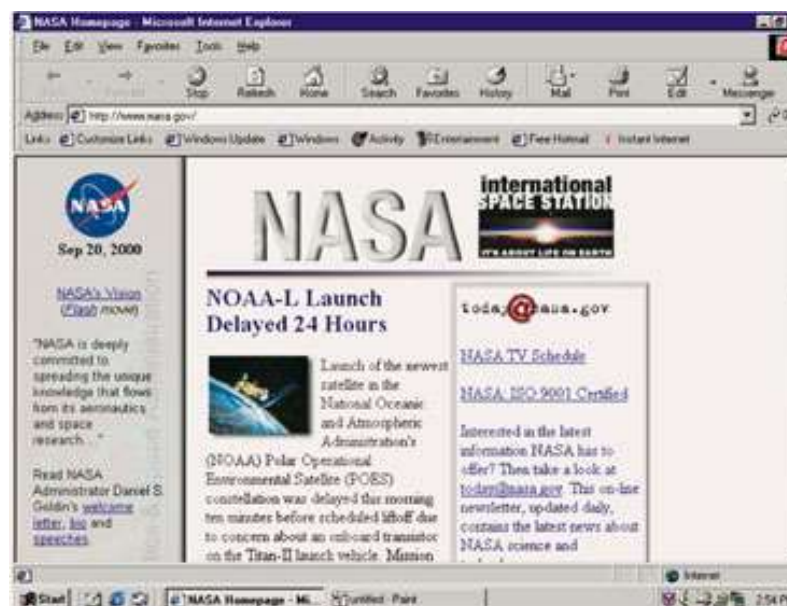 NASA Homepage - Microsoft Internet Explorer
File Edit View Favorites Tools Help
Stop Refresh Home Search Favorites History Mail Print Edit Messenger
Address http://www.nasa.gov/
Links Customize Links Windows Update Windows Activity Entertainment Free Hotmail Instant Internet
NASA
Sep 20, 2000
NASA's Vision
(Flash movie)
"NASA is deeply
committed to
spreading the unique
knowledge that flows
from its aeronautics
and space
research..."
Read NASA
Administrator Daniel S.
Goldin's welcome
letter, bio and
speeches.
NASA
international
SPACE STATION
IT'S ABOUT LIFE ON EARTH
NOAA-L Launch
Delayed 24 Hours
Launch of the newest
satellite in the
National Oceanic
and Atmospheric
Administration's
(NOAA) Polar Operational
Environmental Satellite (POES)
constellation was delayed this morning
ten minutes before scheduled liftoff due
to concern about an onboard transistor
on the Titan-II launch vehicle. Mission
today@nasa.gov
NASA TV Schedule
NASA: ISO 9001 Certified
Interested in the latest
information NASA has to
offer? Then take a look at
today@nasa.gov. This on-line
newsletter, updated daily,
contains the latest news about
NASA science and
Internet
Start NASA Homepage - Mi... untitled - Paint 2:54 P